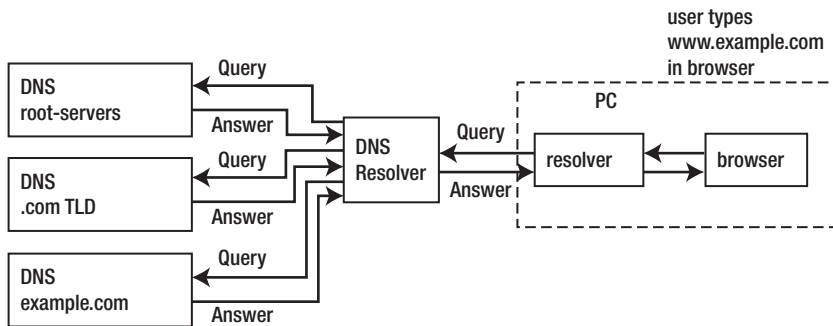 user types
www.example.com
in browser
Query
DNS
root-servers
Answer
PC
Query
DNS
Resolver
Query
resolver
browser
DNS
.com TLD
Answer
Answer
Query
DNS
example.com
Answer